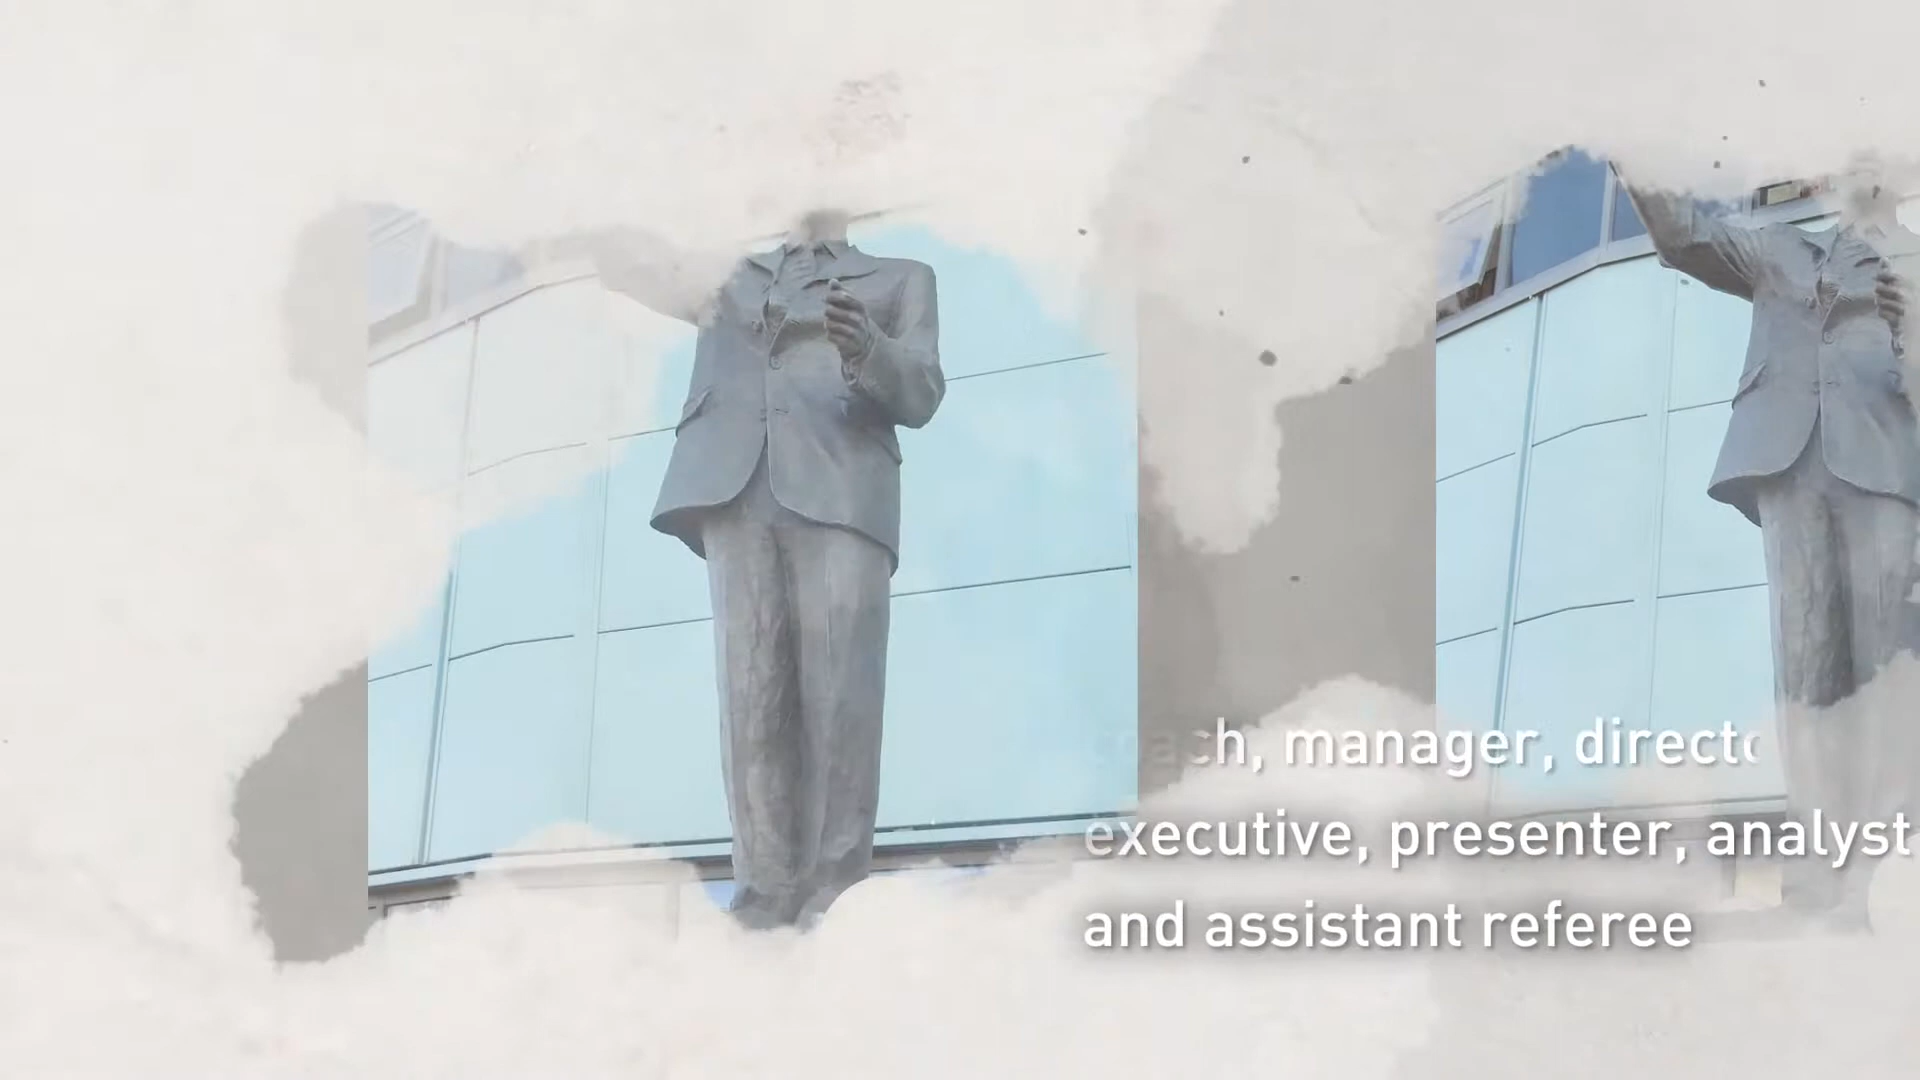 manager,
executive, presenter, analyst
and assistant referee